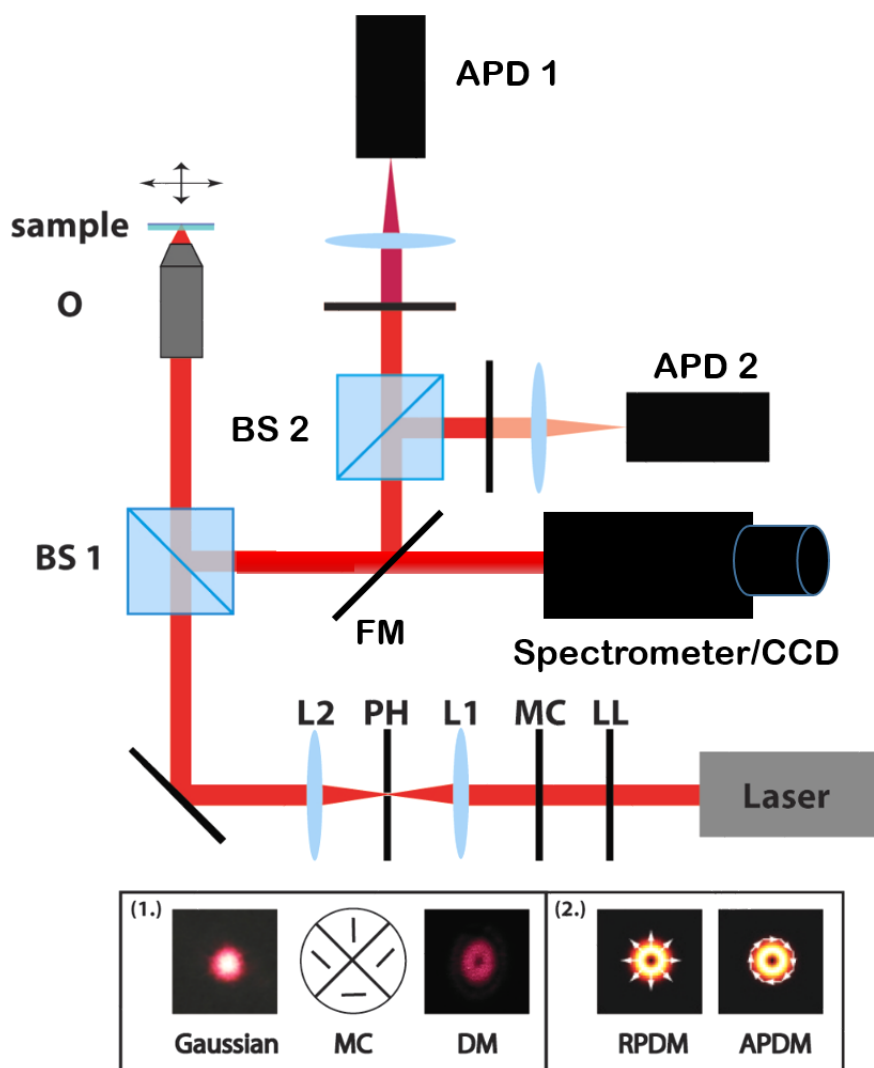 APD 1
sample
O
APD 2
BS 2
BS 1
FM
Spectrometer/CCD
L2 PH L1 MC LL
Laser
(1.) (2.)
Gaussian MC DM RPDM APDM